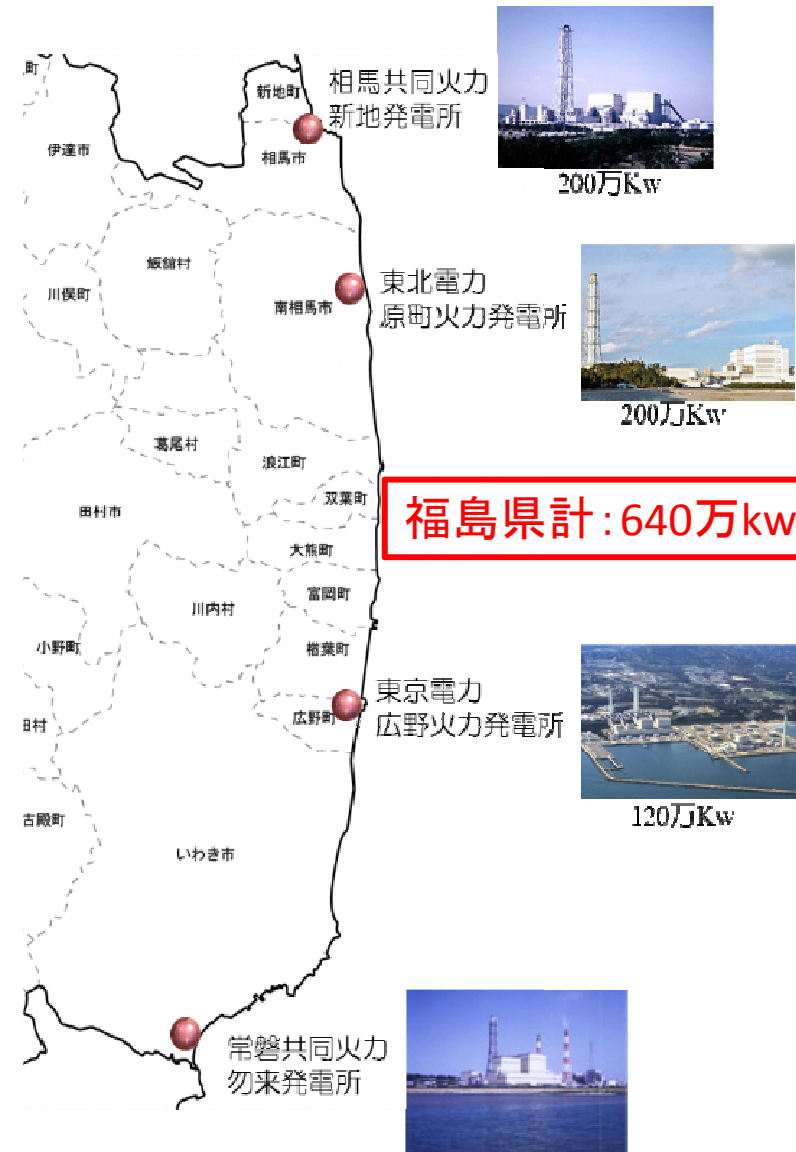 町
新地町
相馬共同火力
新地発電所
伊達市
相馬市
200万Kw
飯舘村
川俣町
南相馬市
東北電力
原町火力発電所
200万Kw
葛尾村
浪江町
双葉町
田村市
福島県計：640万kw
大熊町
富岡町
川内村
小野町
楢葉町
東京電力
広野火力発電所
広野町
田村
120万Kw
古殿町
いわき市
常磐共同火力
勿来発電所